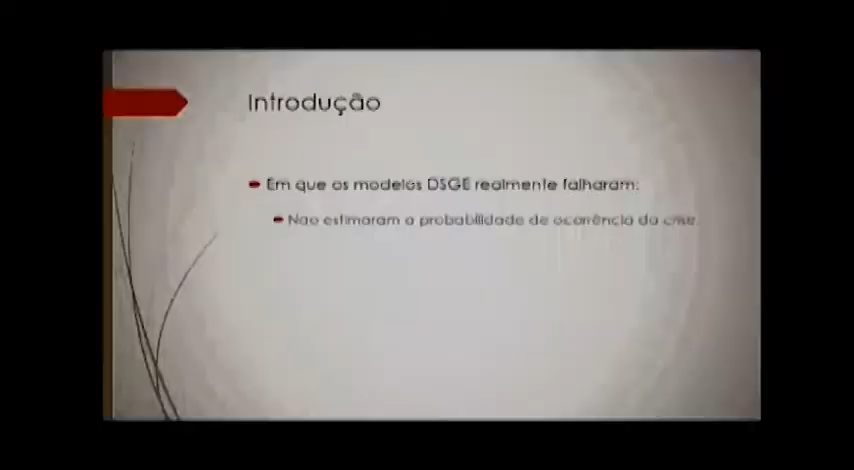 Introdução
Em que os modelos DSGE realmente falharam:
Não estimaram a probabilidade de ocorrência da crise.